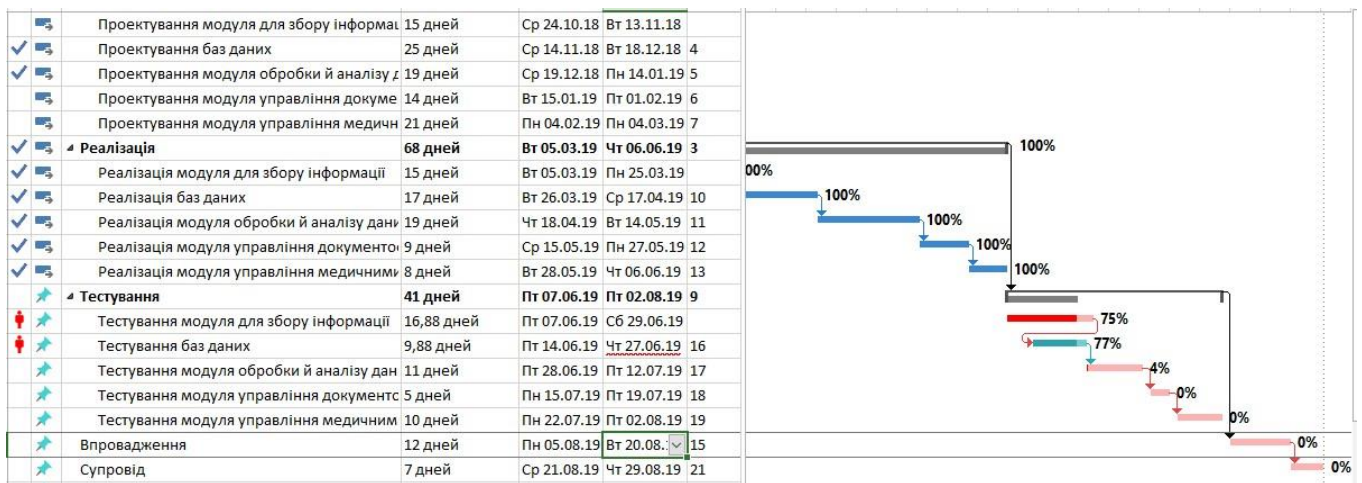 Проектування модуля для збору інформац 15 дней Ср 24.10.18 Вт 13.11.18
Проектування баз даних 25 дней Ср 14.11.18 Вт 18.12.18 4
Проектування модуля обробки й аналізу д 19 дней Ср 19.12.18 Пн 14.01.19 5
Проектування модуля управління докуме 14 дней Вт 15.01.19 Пт 01.02.19 6
Проектування модуля управління медичн 21 дней Пн 04.02.19 Пн 04.03.19 7
Реалізація 68 дней Вт 05.03.19 Чт 06.06.19 3 100%
Реалізація модуля для збору інформації 15 дней Вт 05.03.19 Пн 25.03.19 00%
Реалізація баз даних 17 дней Вт 26.03.19 Ср 17.04.19 10 100%
Реалізація модуля обробки й аналізу дани 19 дней Чт 18.04.19 Вт 14.05.19 11 100%
Реалізація модуля управління документоо 9 дней Ср 15.05.19 Пн 27.05.19 12 100%
Реалізація модуля управління медичними 8 дней Вт 28.05.19 Чт 06.06.19 13 100%
Тестування 41 дней Пт 07.06.19 Пт 02.08.19 9
Тестування модуля для збору інформації 16,88 дней Пт 07.06.19 Сб 29.06.19 75%
Тестування баз даних 9,88 дней Пт 14.06.19 Чт 27.06.19 16 77%
Тестування модуля обробки й аналізу дан 11 дней Пт 28.06.19 Пт 12.07.19 17 4%
Тестування модуля управління документс 5 дней Пн 15.07.19 Пт 19.07.19 18 0%
Тестування модуля управління медичним 10 дней Пн 22.07.19 Пт 02.08.19 19 0%
Впровадження 12 дней Пн 05.08.19 Вт 20.08. 15 0%
Супровід 7 дней Ср 21.08.19 Чт 29.08.19 21 0%